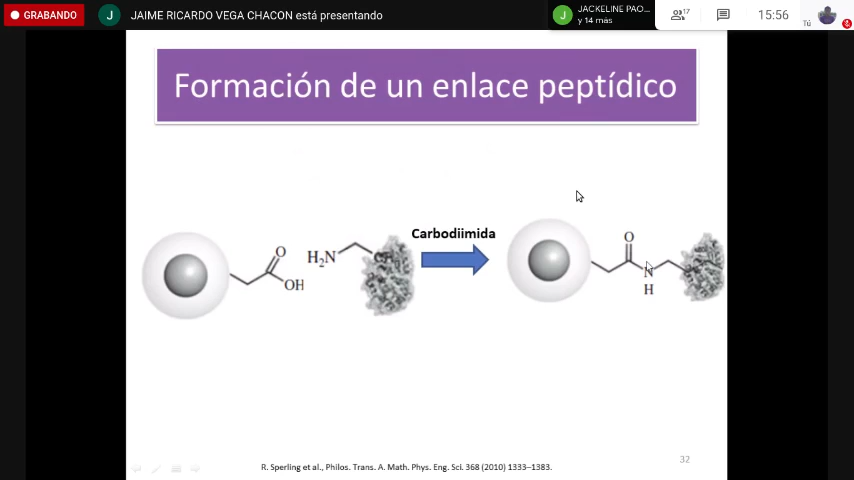 GRABANDO
J
JAIME RICARDO VEGA CHACON está presentando
J
JACKELINE PAO...
y 14 más
17
15:56
Tú
Formación de un enlace peptídico
O
OH
H₂N
Carbodiimida
O
N
H
32
R. Sperling et al., Philos. Trans. A. Math. Phys. Eng. Sci. 368 (2010) 1333–1383.